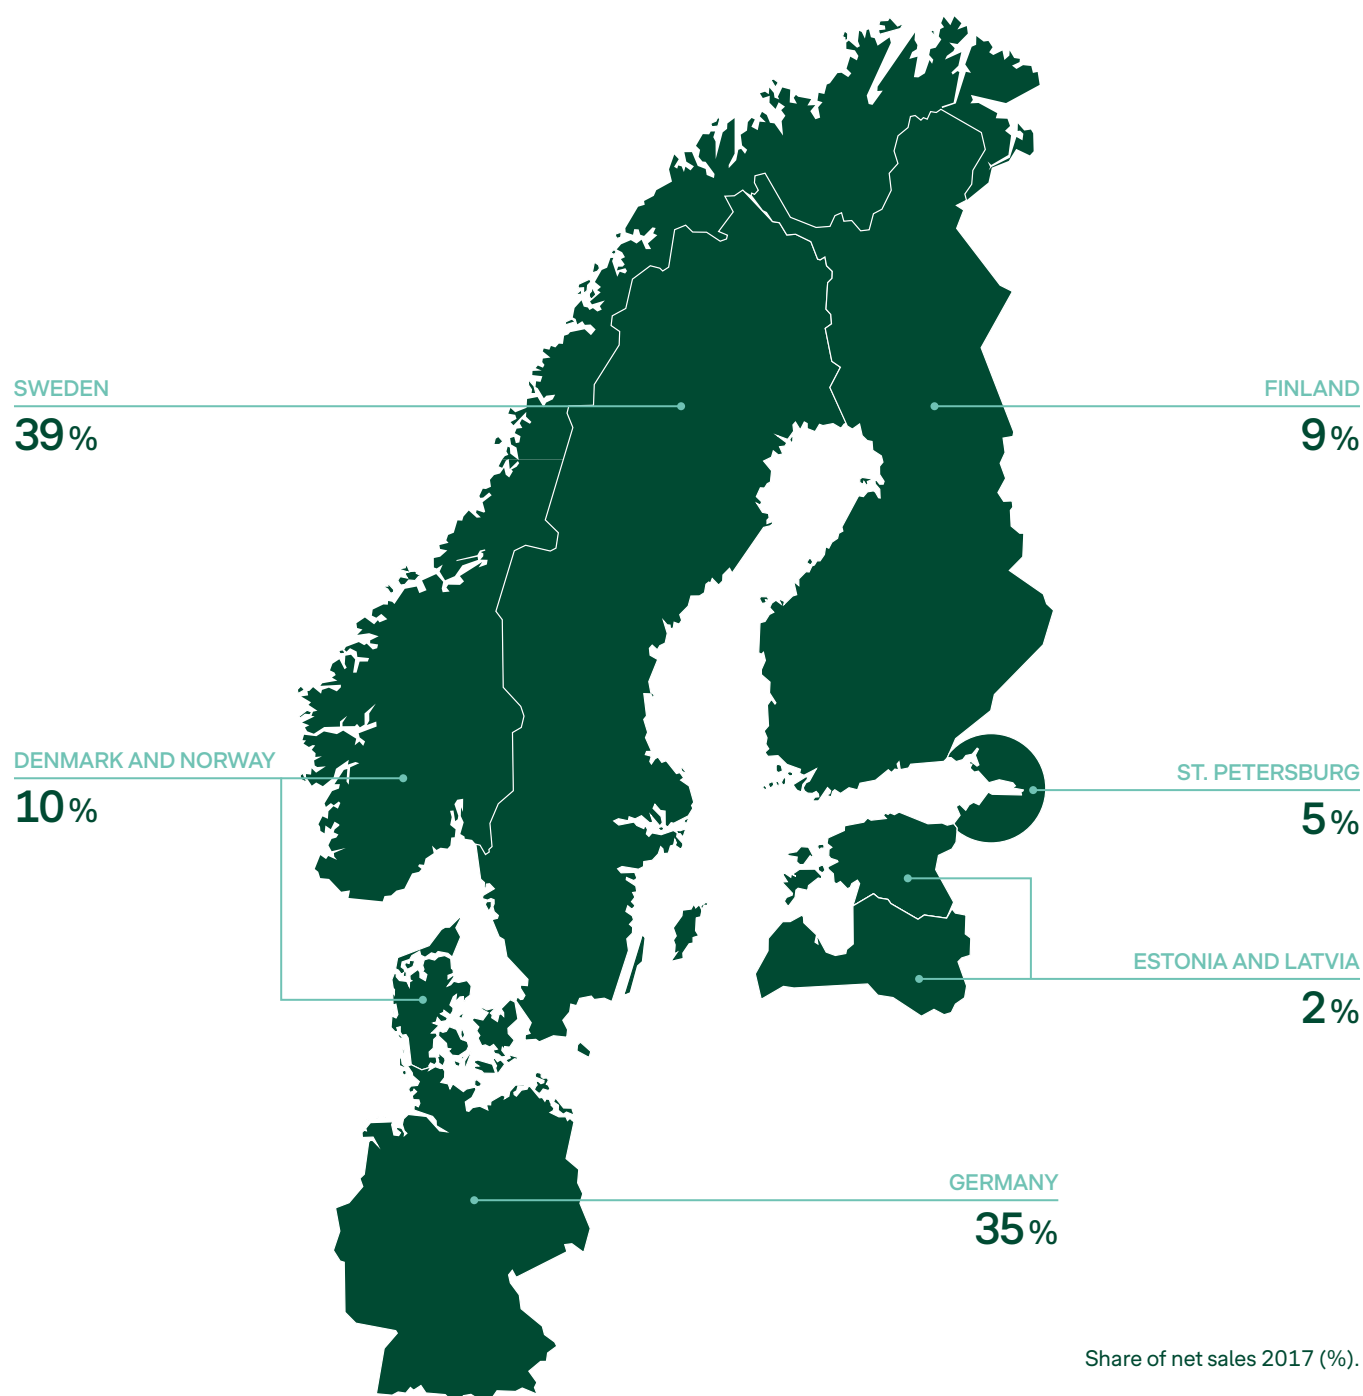 SWEDEN
39 %
FINLAND
9 %
DENMARK AND NORWAY
10 %
ST. PETERSBURG
5 %
ESTONIA AND LATVIA
2 %
GERMANY
35 %
Share of net sales 2017 (%).